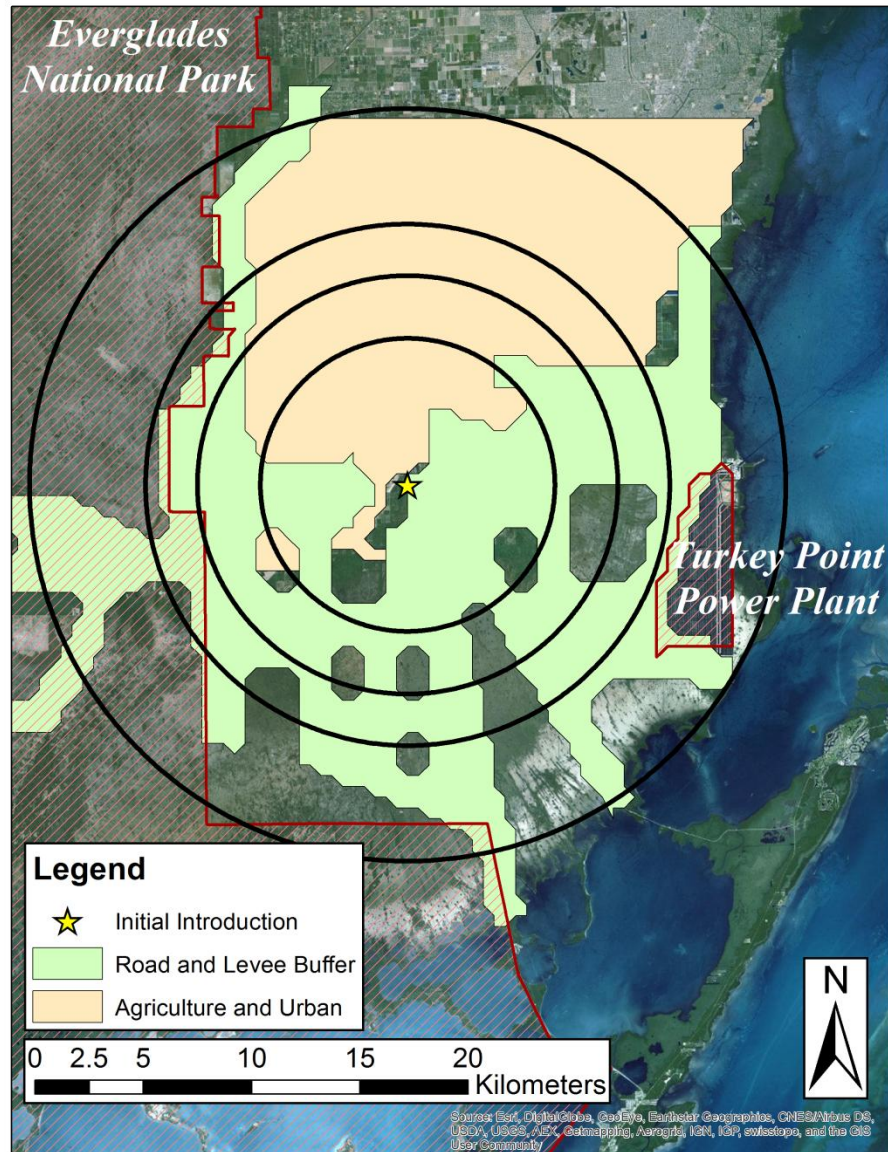 Everglades
National Park
Turkey Point
Power Plant
Legend
Initial Introduction
Road and Levee Buffer
Agriculture and Urban
0 2.5 5 10 15 20
Kilometers
N
Source: Esri, DigitalGlobe, GeoEye, Earthstar Geographics, CNES/Airbus DS,
USDA, USGS, AEX, Getmapping, Aerogrid, IGN, IGP, swisstopo, and the GIS
User Community